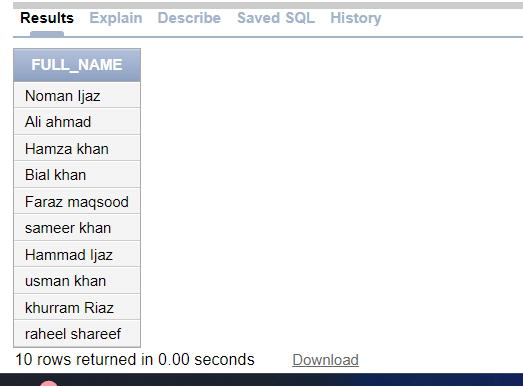 Results Explain Describe Saved SQL History
FULL_NAME
Noman Ijaz
Ali ahmad
Hamza khan
Bial khan
Faraz maqsood
sameer khan
Hammad Ijaz
usman khan
khurram Riaz
raheel shareef
10 rows returned in 0.00 seconds Download